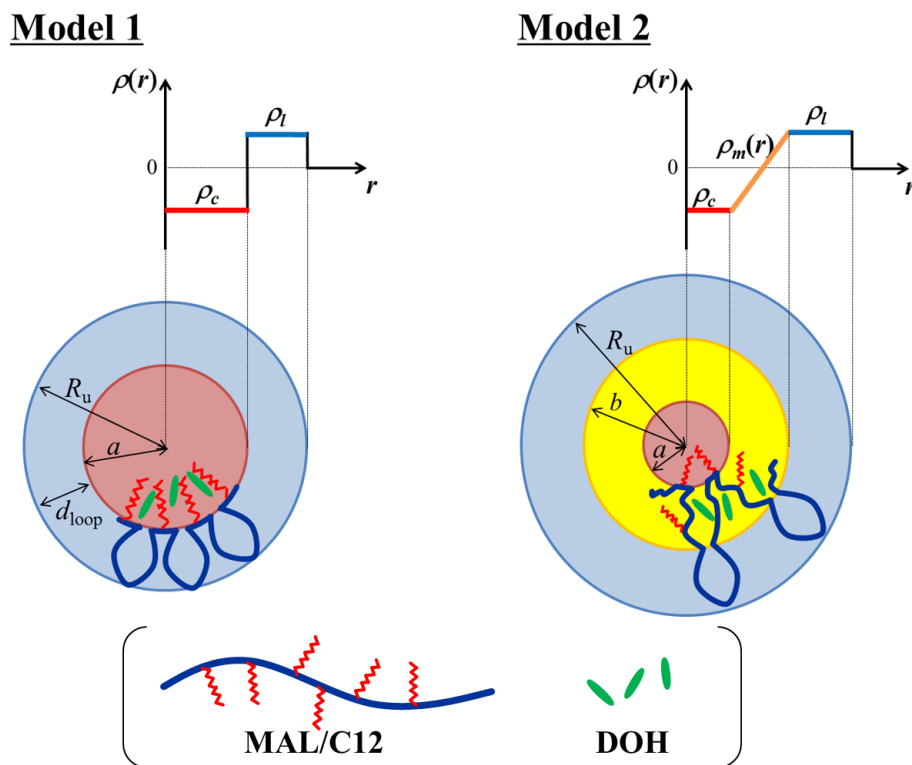 Model 1
Model 2
ρ(r)
ρ(r)
ρl
ρl
ρm(r)
0
0
r
r
ρc
ρc
Ru
Ru
b
a
a
dloop
MAL/C12
DOH